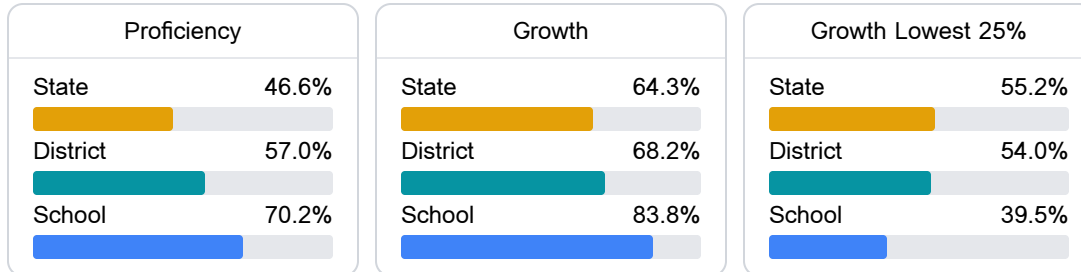 Proficiency
State 46.6%
District 57.0%
School 70.2%
Growth
State 64.3%
District 68.2%
School 83.8%
Growth Lowest 25%
State 55.2%
District 54.0%
School 39.5%